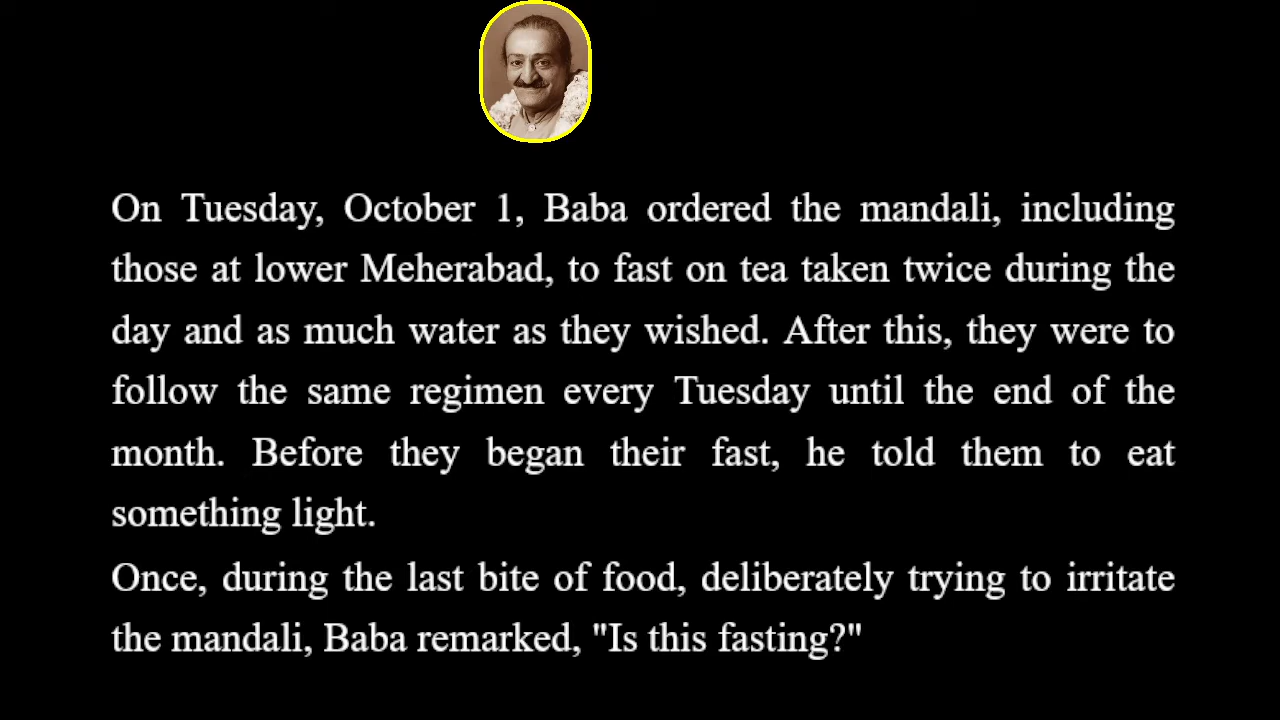 On Tuesday, October 1, Baba ordered the mandali, including
those at lower Meherabad, to fast on tea taken twice during the
day and as much water as they wished. After this, they were to
follow the same regimen every Tuesday until the end of the
month. Before they began their fast, he told them to eat
something light.
Once, during the last bite of food, deliberately trying to irritate
the mandali, Baba remarked, "Is this fasting?"